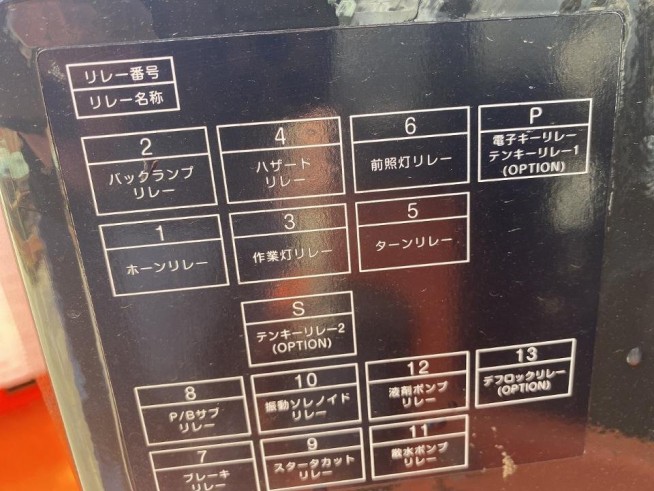 リレー番号
リレー名称
2
バックランプ
リレー
4
ハザード
リレー
6
前照灯リレー
P
電子キーリレー
テンキーリレー1
(OPTION)
1
ホーンリレー
3
作業灯リレー
5
ターンリレー
S
テンキーリレー2
(OPTION)
8
P/Bサブ
リレー
10
振動ソレノイド
リレー
12
液剤ポンプ
リレー
13
デフロックリレー
(OPTION)
7
ブレーキ
リレー
9
スタータカット
リレー
11
散水ポンプ
リレー